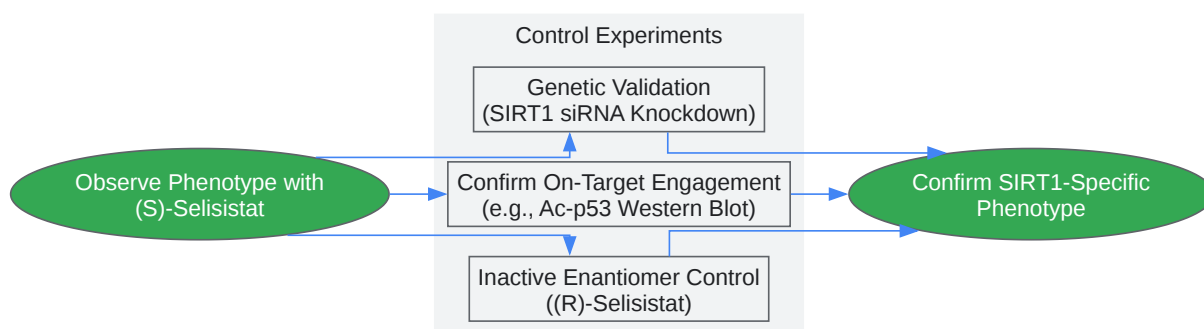 Control Experiments
Genetic Validation
(SIRT1 siRNA Knockdown)
Observe Phenotype with
(S)-Selisistat
Confirm On-Target Engagement
(e.g., Ac-p53 Western Blot)
Confirm SIRT1-Specific
Phenotype
Inactive Enantiomer Control
((R)-Selisistat)